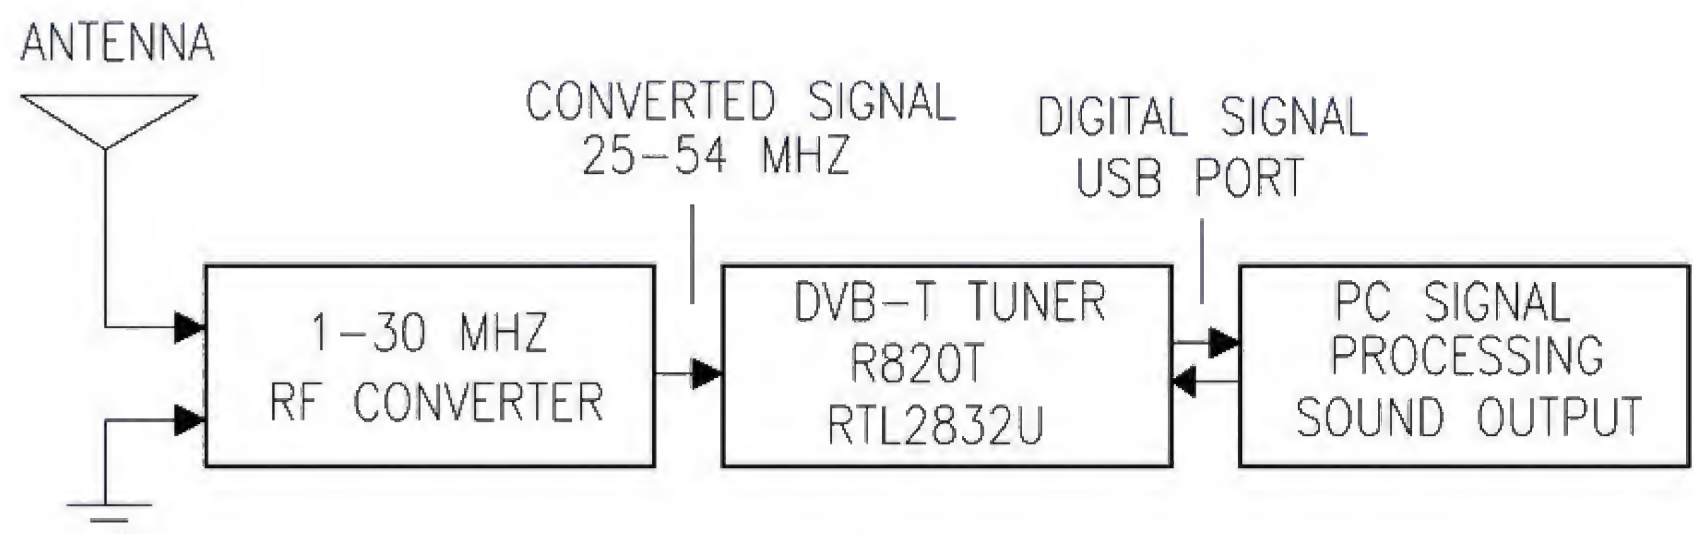 ANTENNA
CONVERTED SIGNAL
25-54 MHZ
DIGITAL SIGNAL
USB PORT
1-30 MHZ
RF CONVERTER
DVB-T TUNER
R820T
RTL2832U
PC SIGNAL
PROCESSING
SOUND OUTPUT